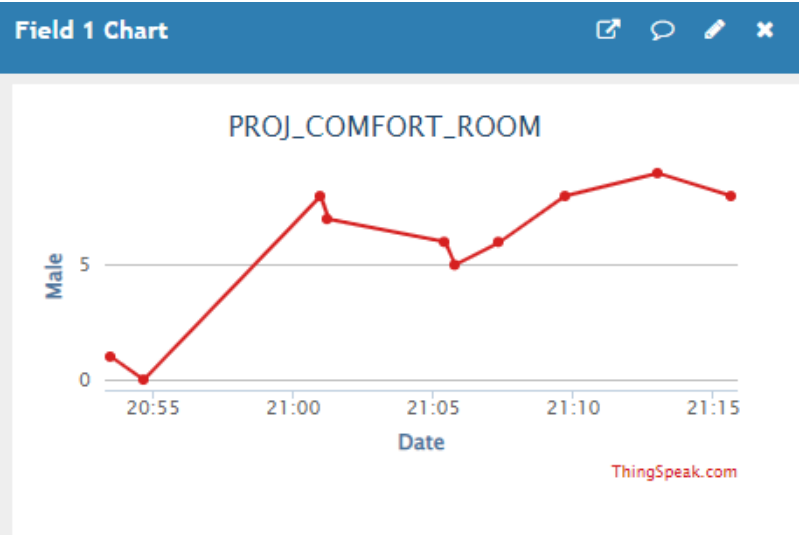 Field 1 Chart
PROJ_COMFORT_ROOM
Male
5
0
20:55 21:00 21:05 21:10 21:15
Date
ThingSpeak.com